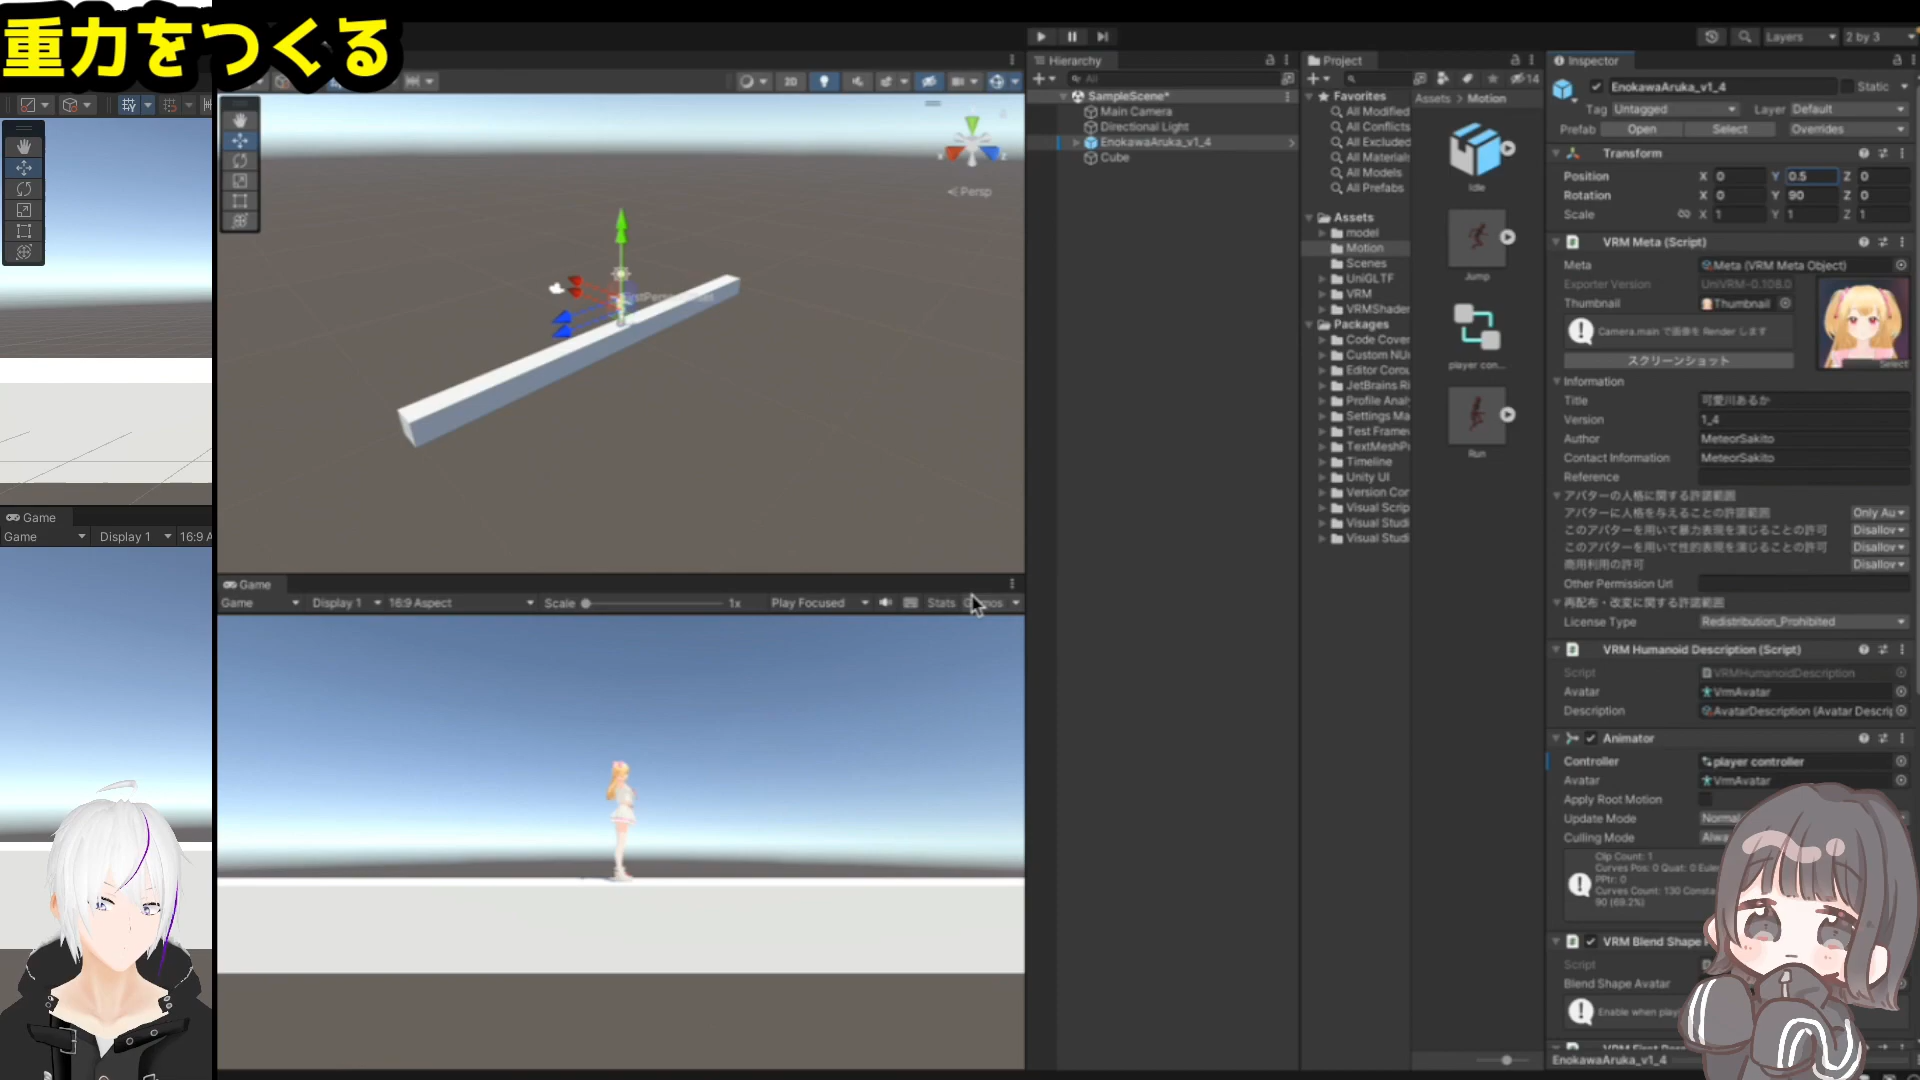 重力をつくる
Game
Game
Display 1
16:9 A
2D
Persp
Game
Game
Display 1
16:9 Aspect
Scale
1x
Play Focused
Stats
Hierarchy
All
SampleScene*
Main Camera
Directional Light
EnokawaAruka_v1_4
Cube
Project
14
Favorites
All Modified
All Conflicts
All Excluded
All Materials
All Models
All Prefabs
Assets
model
Motion
Scenes
UniGLTF
VRM
VRMShader
Packages
Code Cover
Custom NUn
Editor Corou
JetBrains Ri
Profile Analy
Settings Ma
Test Framew
TextMeshPr
Timeline
Unity UI
Version Con
Visual Scrip
Visual Studi
Visual Studi
Assets > Motion
Idle
Jump
player con...
Run
Layers
2 by 3
Inspector
EnokawaAruka_v1_4
Static
Tag Untagged
Layer Default
Prefab Open Select Overrides
Transform
Position X 0 Y 0.5 Z 0
Rotation X 0 Y 90 Z 0
Scale X 1 Y 1 Z 1
VRM Meta (Script)
Meta Meta (VRM Meta Object)
Exporter Version UniVRM-0.108.0
Thumbnail Thumbnail
Camera.main で画像を Render します
Select
スクリーンショット
Information
Title 可愛川あるか
Version 1_4
Author MeteorSakito
Contact Information MeteorSakito
Reference
アバターの人格に関する許諾範囲
アバターに人格を与えることの許諾範囲 Only Au
このアバターを用いて暴力表現を演じることの許可 Disallov
このアバターを用いて性的表現を演じることの許可 Disallov
商用利用の許可 Disallov
Other Permission Url
再配布・改変に関する許諾範囲
License Type Redistribution_Prohibited
VRM Humanoid Description (Script)
Script VRMHumanoidDescription
Avatar VrmAvatar
Description AvatarDescription (Avatar Descrip
Animator
Controller player controller
Avatar VrmAvatar
Apply Root Motion
Update Mode Normal
Culling Mode Alwa
Clip Count: 1
Curves Pos: 0 Quat: 0 Euler
PPtr: 0
Curves Count: 130 Consta
90 (69.2%)
VRM Blend Shape
Script
Blend Shape Avatar
Enable when play
EnokawaAruka_v1_4